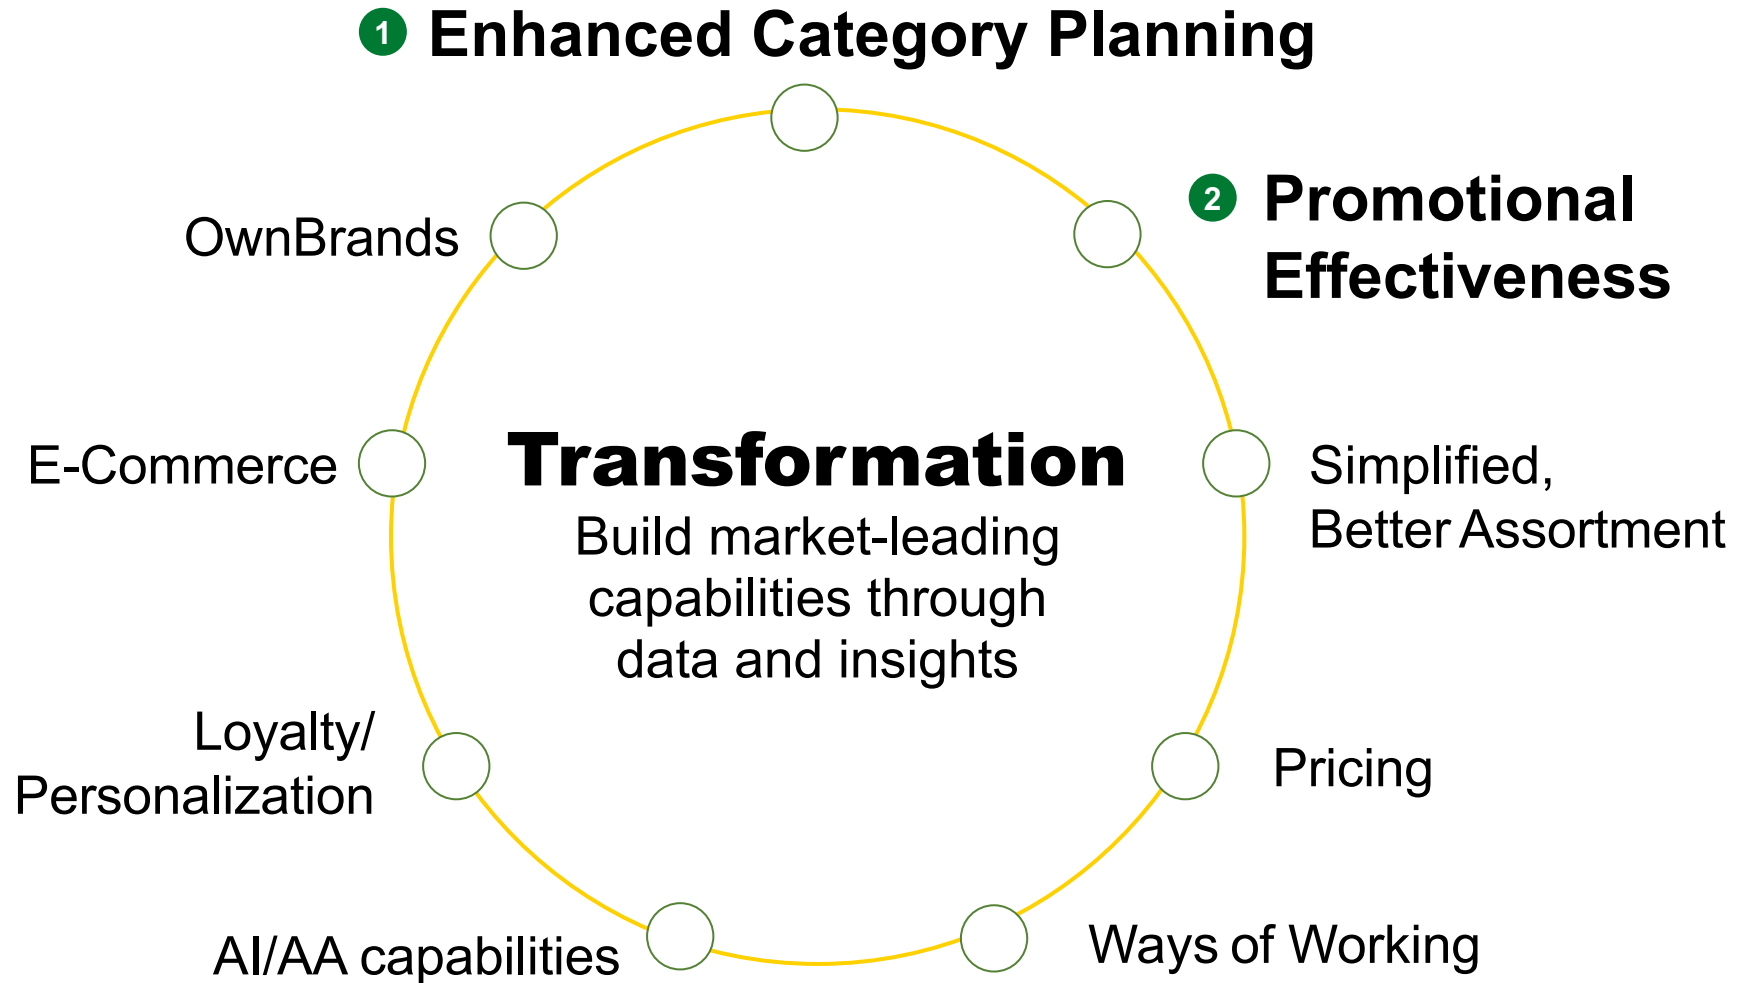 1 Enhanced Category Planning
2 Promotional
Effectiveness
OwnBrands
E-Commerce
Transformation
Build market-leading
capabilities through
data and insights
Simplified,
Better Assortment
Loyalty/
Personalization
Pricing
AI/AA capabilities
Ways of Working